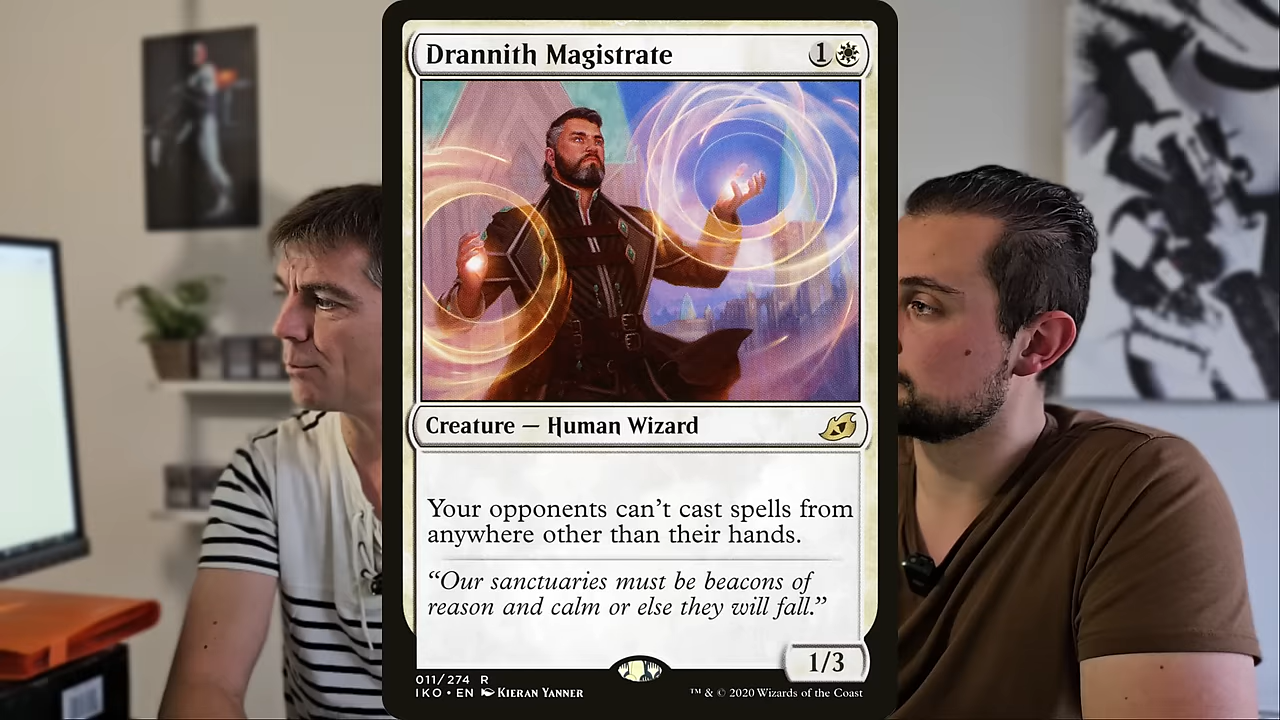 Drannith Magistrate 1
Creature — Human Wizard
Your opponents can't cast spells from
anywhere other than their hands.
“Our sanctuaries must be beacons of
reason and calm or else they will fall.”
1/3
011/274 R
IKO • EN Kieran Yanner
™ & © 2020 Wizards of the Coast